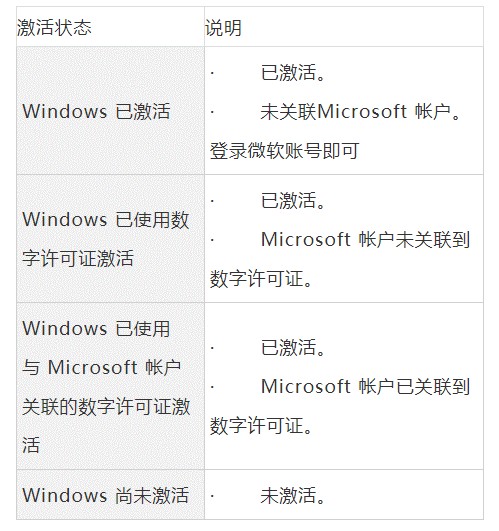 激活状态
说明
Windows 已激活
· 已激活。
· 未关联Microsoft 帐户。
登录微软账号即可
Windows 已使用数
字许可证激活
· 已激活。
· Microsoft 帐户未关联到
数字许可证。
Windows 已使用
与 Microsoft 帐户
关联的数字许可证激
活
· 已激活。
· Microsoft 帐户已关联到
数字许可证。
Windows 尚未激活
· 未激活。